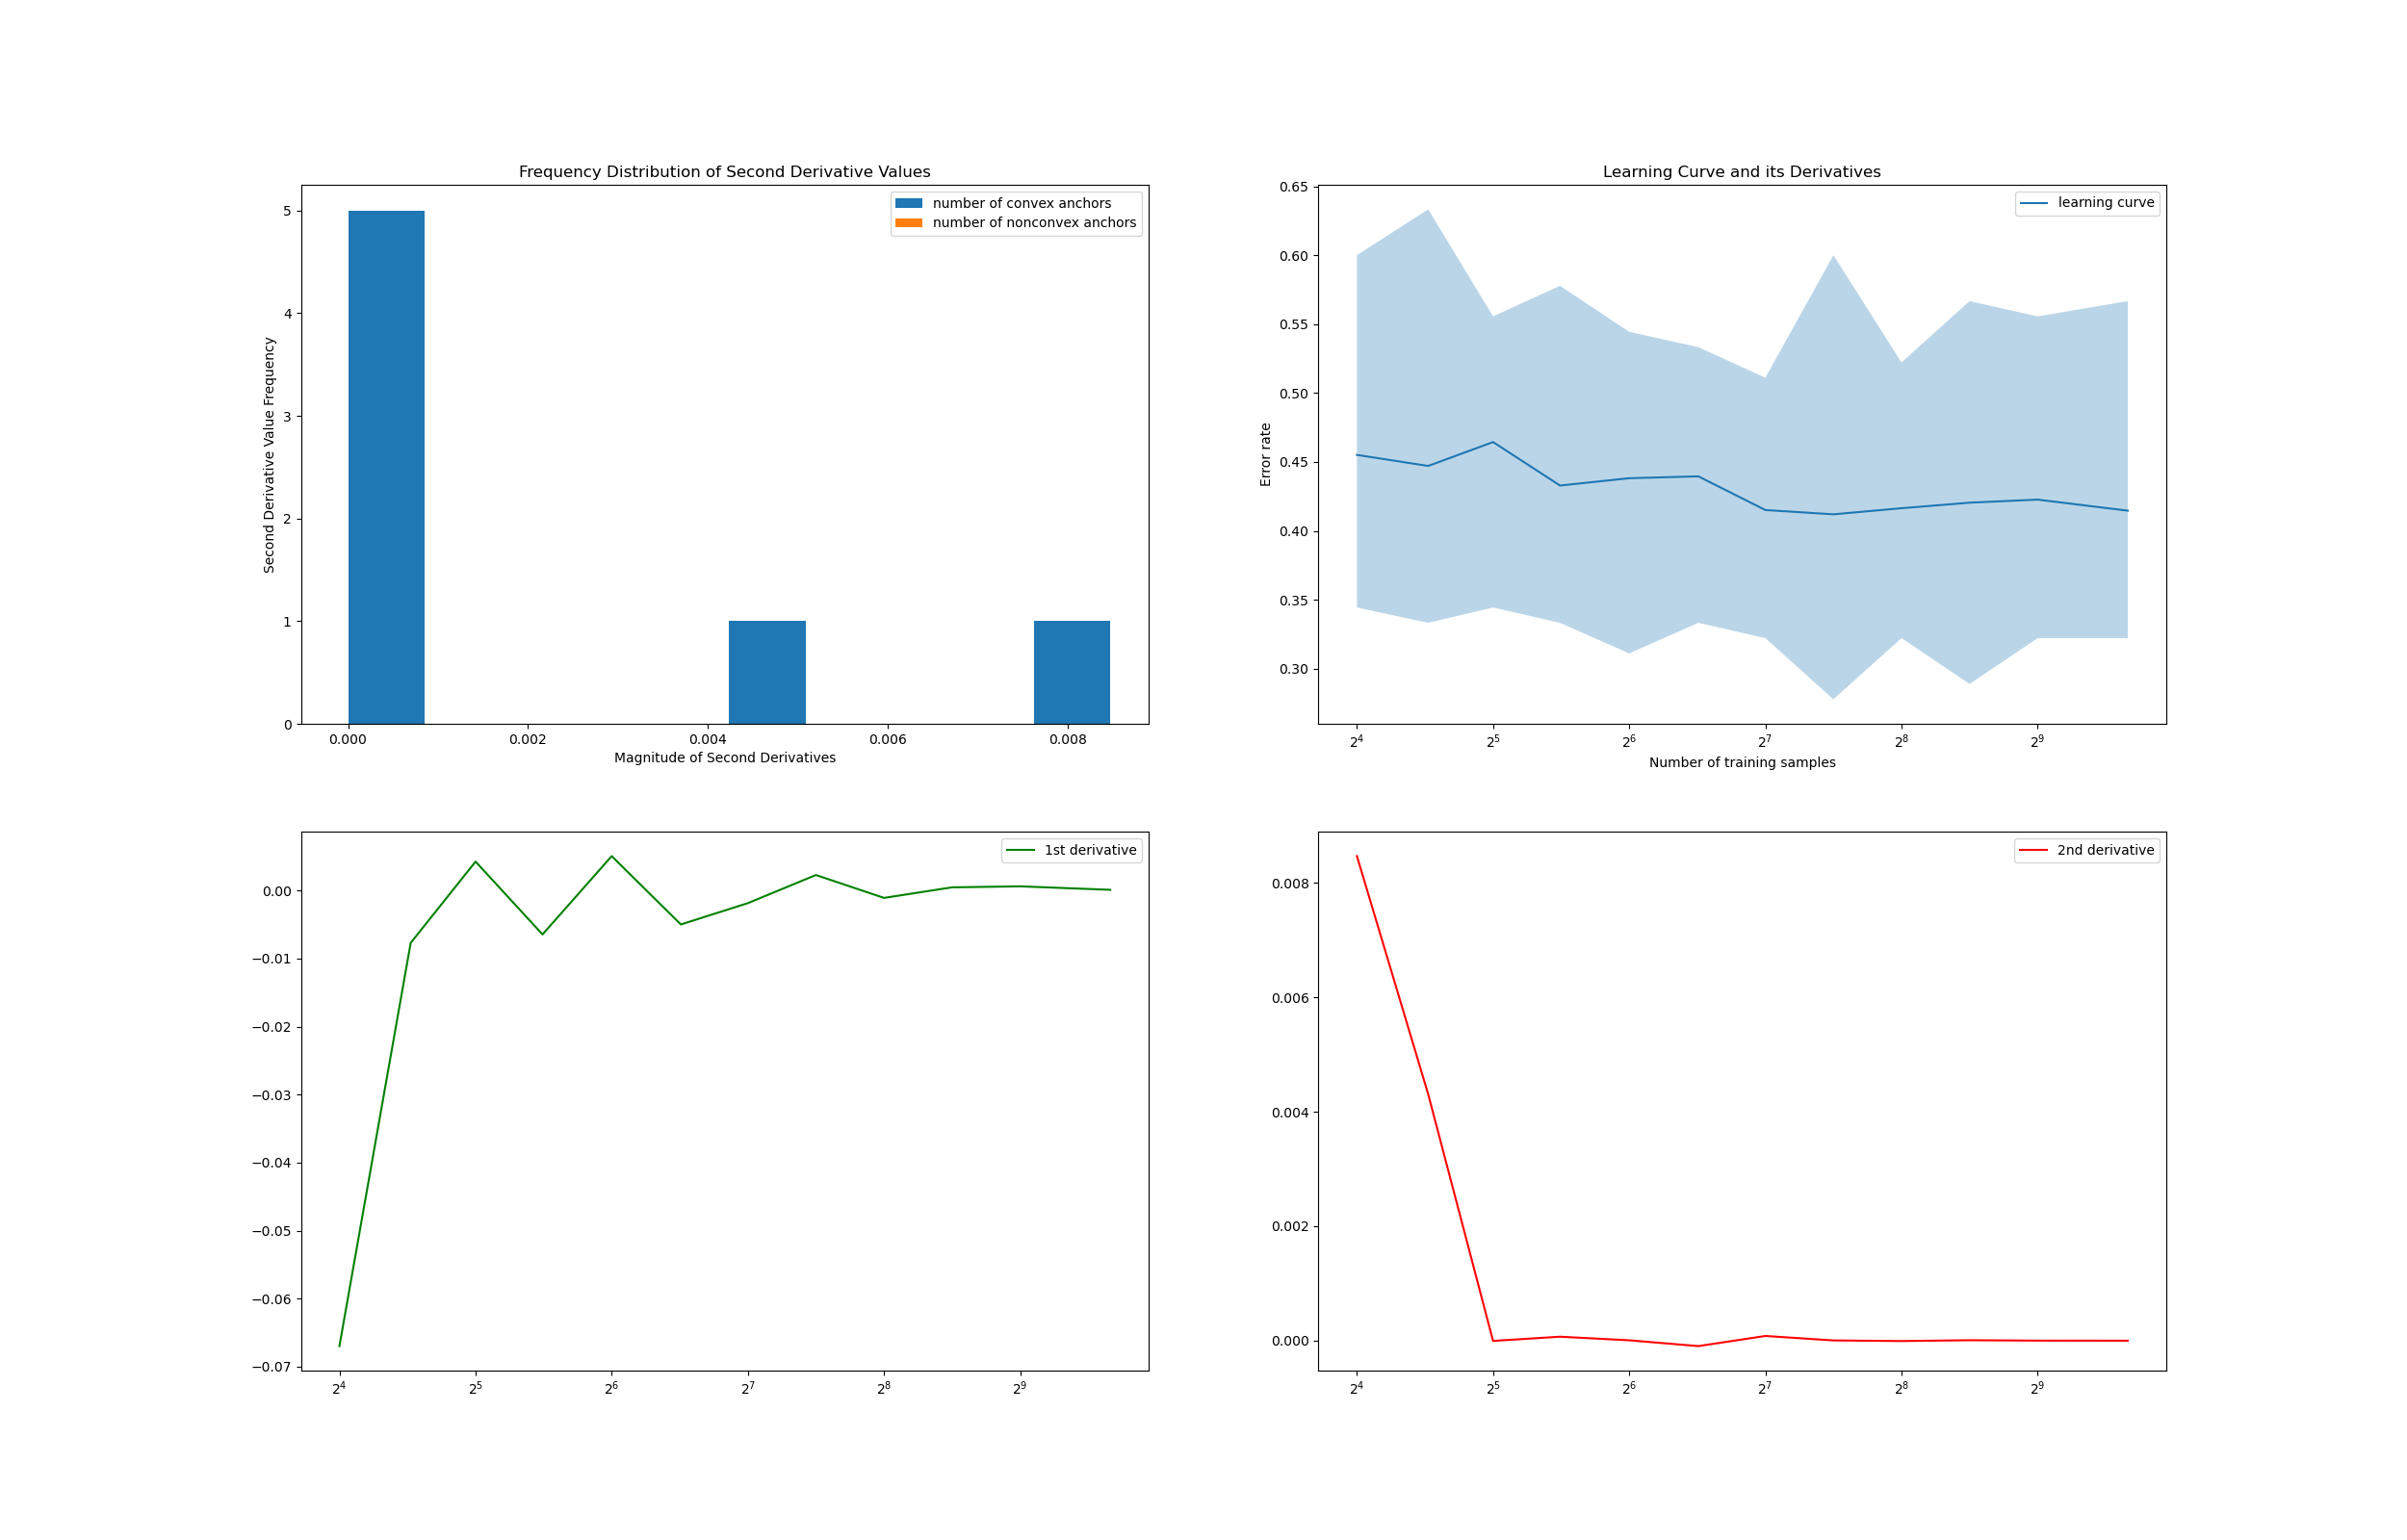 Frequency Distribution of Second Derivative Values
number of convex anchors
number of nonconvex anchors
5
4
3
2
1
0
Second Derivative Value Frequency
0.000 0.002 0.004 0.006 0.008
Magnitude of Second Derivatives
Learning Curve and its Derivatives
learning curve
0.65
0.60
0.55
0.50
0.45
0.40
0.35
0.30
Error rate
2⁴ 2⁵ 2⁶ 2⁷ 2⁸ 2⁹
Number of training samples
1st derivative
0.00
−0.01
−0.02
−0.03
−0.04
−0.05
−0.06
−0.07
2⁴ 2⁵ 2⁶ 2⁷ 2⁸ 2⁹
2nd derivative
0.008
0.006
0.004
0.002
0.000
2⁴ 2⁵ 2⁶ 2⁷ 2⁸ 2⁹